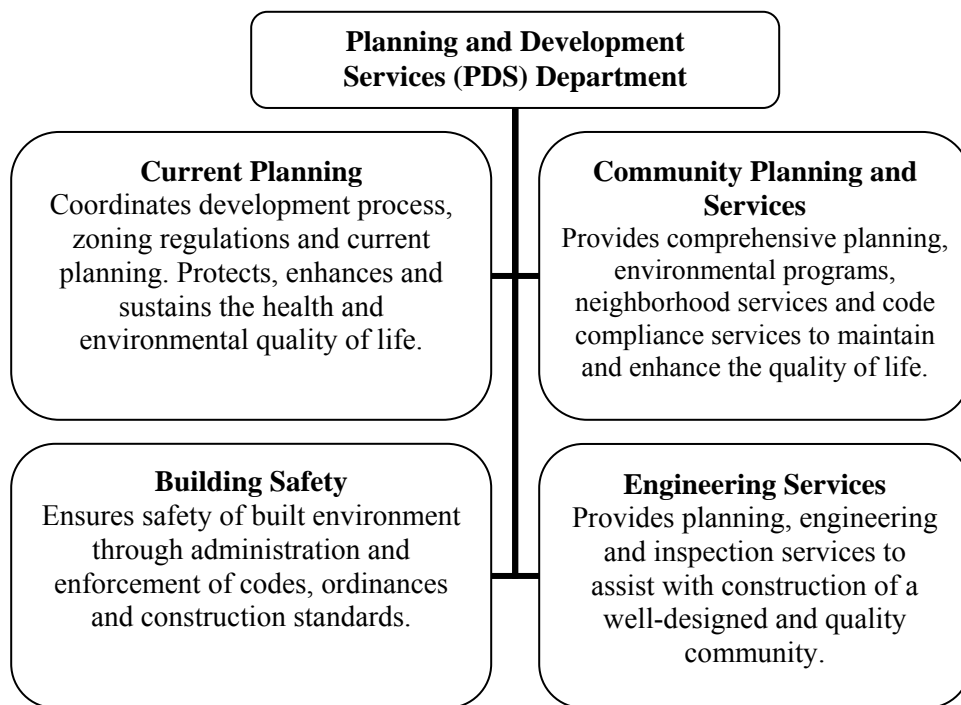 Planning and Development
Services (PDS) Department
Current Planning
Coordinates development process,
zoning regulations and current
planning. Protects, enhances and
sustains the health and
environmental quality of life.
Community Planning and
Services
Provides comprehensive planning,
environmental programs,
neighborhood services and code
compliance services to maintain
and enhance the quality of life.
Building Safety
Ensures safety of built environment
through administration and
enforcement of codes, ordinances
and construction standards.
Engineering Services
Provides planning, engineering
and inspection services to
assist with construction of a
well-designed and quality
community.